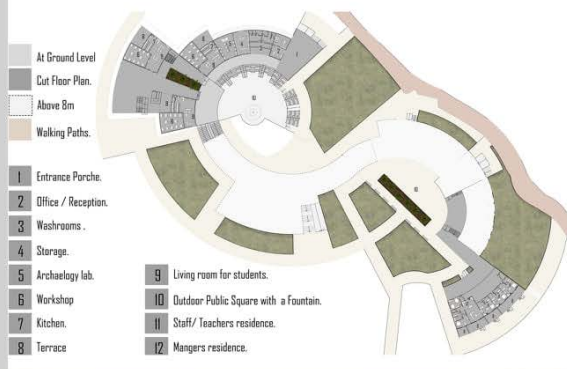 At Ground Level
Cut Floor Plan.
Above 8m
Walking Paths.
1 Entrance Porche.
2 Office / Reception.
3 Washrooms .
4 Storage.
5 Archaelogy lab.
6 Workshop
7 Kitchen.
8 Terrace
9 Living room for students.
10 Outdoor Public Square with a Fountain.
11 Staff/ Teachers residence.
12 Mangers residence.